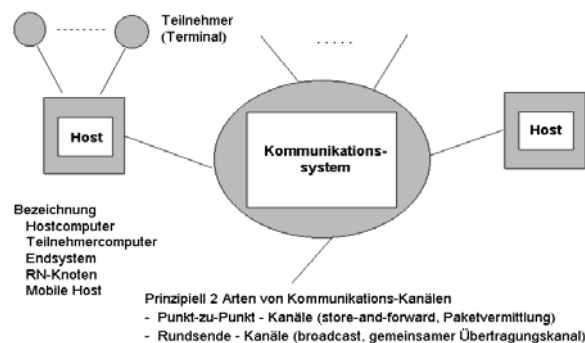 Teilnehmer
(Terminal)
.....
Host
Kommunikations-
system
Host
Bezeichnung
Hostcomputer
Teilnehmercomputer
Endsystem
RN-Knoten
Mobile Host
Prinzipiell 2 Arten von Kommunikations-Kanälen
- Punkt-zu-Punkt - Kanäle (store-and-forward, Paketvermittlung)
- Rundsende - Kanäle (broadcast, gemeinsamer Übertragungskanal)